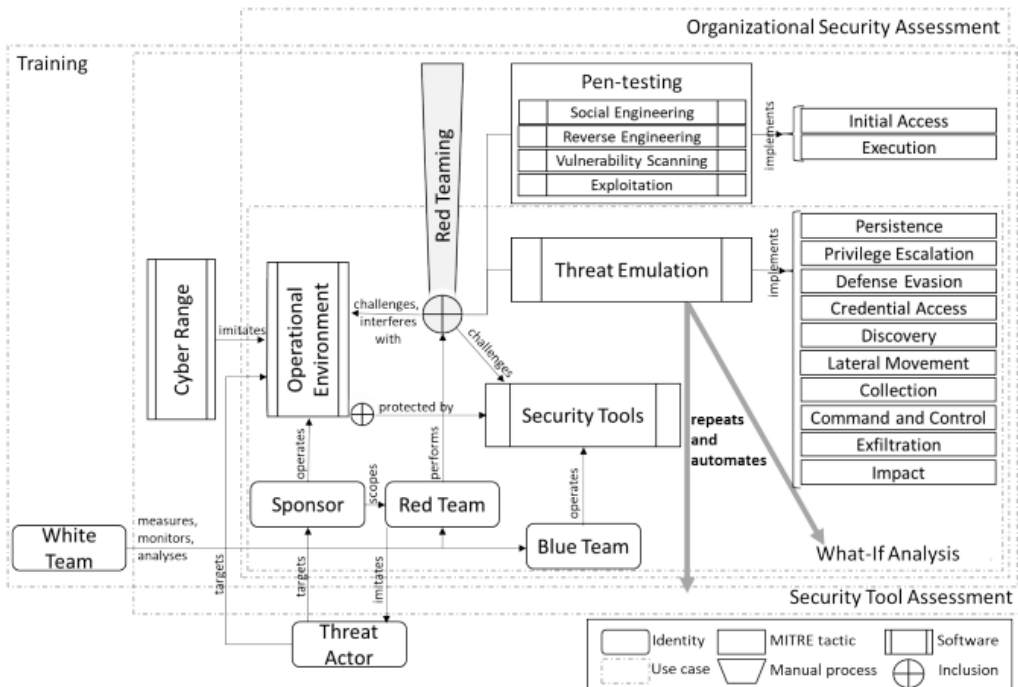 Organizational Security Assessment
Training
Pen-testing
Social Engineering
Reverse Engineering
Vulnerability Scanning
Exploitation
implements
Initial Access
Execution
Red Teaming
Threat Emulation
implements
Persistence
Privilege Escalation
Defense Evasion
Credential Access
Discovery
Lateral Movement
Collection
Command and Control
Exfiltration
Impact
Cyber Range
imitates
Operational
Environment
challenges,
interferes
with
challenges
protected by
Security Tools
repeats
and
automates
operates
scopes
performs
operates
Sponsor
Red Team
Blue Team
White
Team
measures,
monitors,
analyses
targets
targets
imitates
What-If Analysis
Security Tool Assessment
Threat
Actor
Identity
MITRE tactic
Software
Use case
Manual process
Inclusion